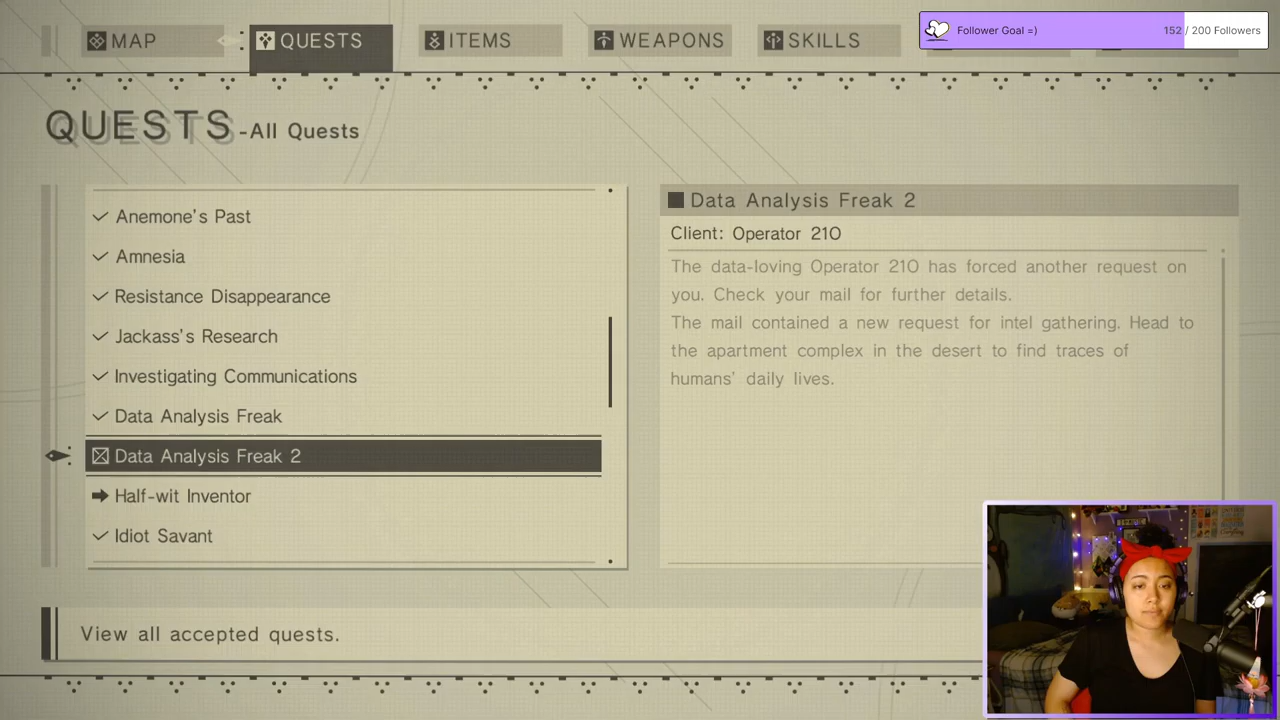 MAP
QUESTS
ITEMS
WEAPONS
SKILLS
Follower Goal =)
152 / 200 Followers
QUESTS -All Quests
Anemone's Past
Amnesia
Resistance Disappearance
Jackass's Research
Investigating Communications
Data Analysis Freak
Data Analysis Freak 2
Half-wit Inventor
Idiot Savant
Data Analysis Freak 2
Client: Operator 21O
The data-loving Operator 21O has forced another request on
you. Check your mail for further details.
The mail contained a new request for intel gathering. Head to
the apartment complex in the desert to find traces of
humans' daily lives.
View all accepted quests.